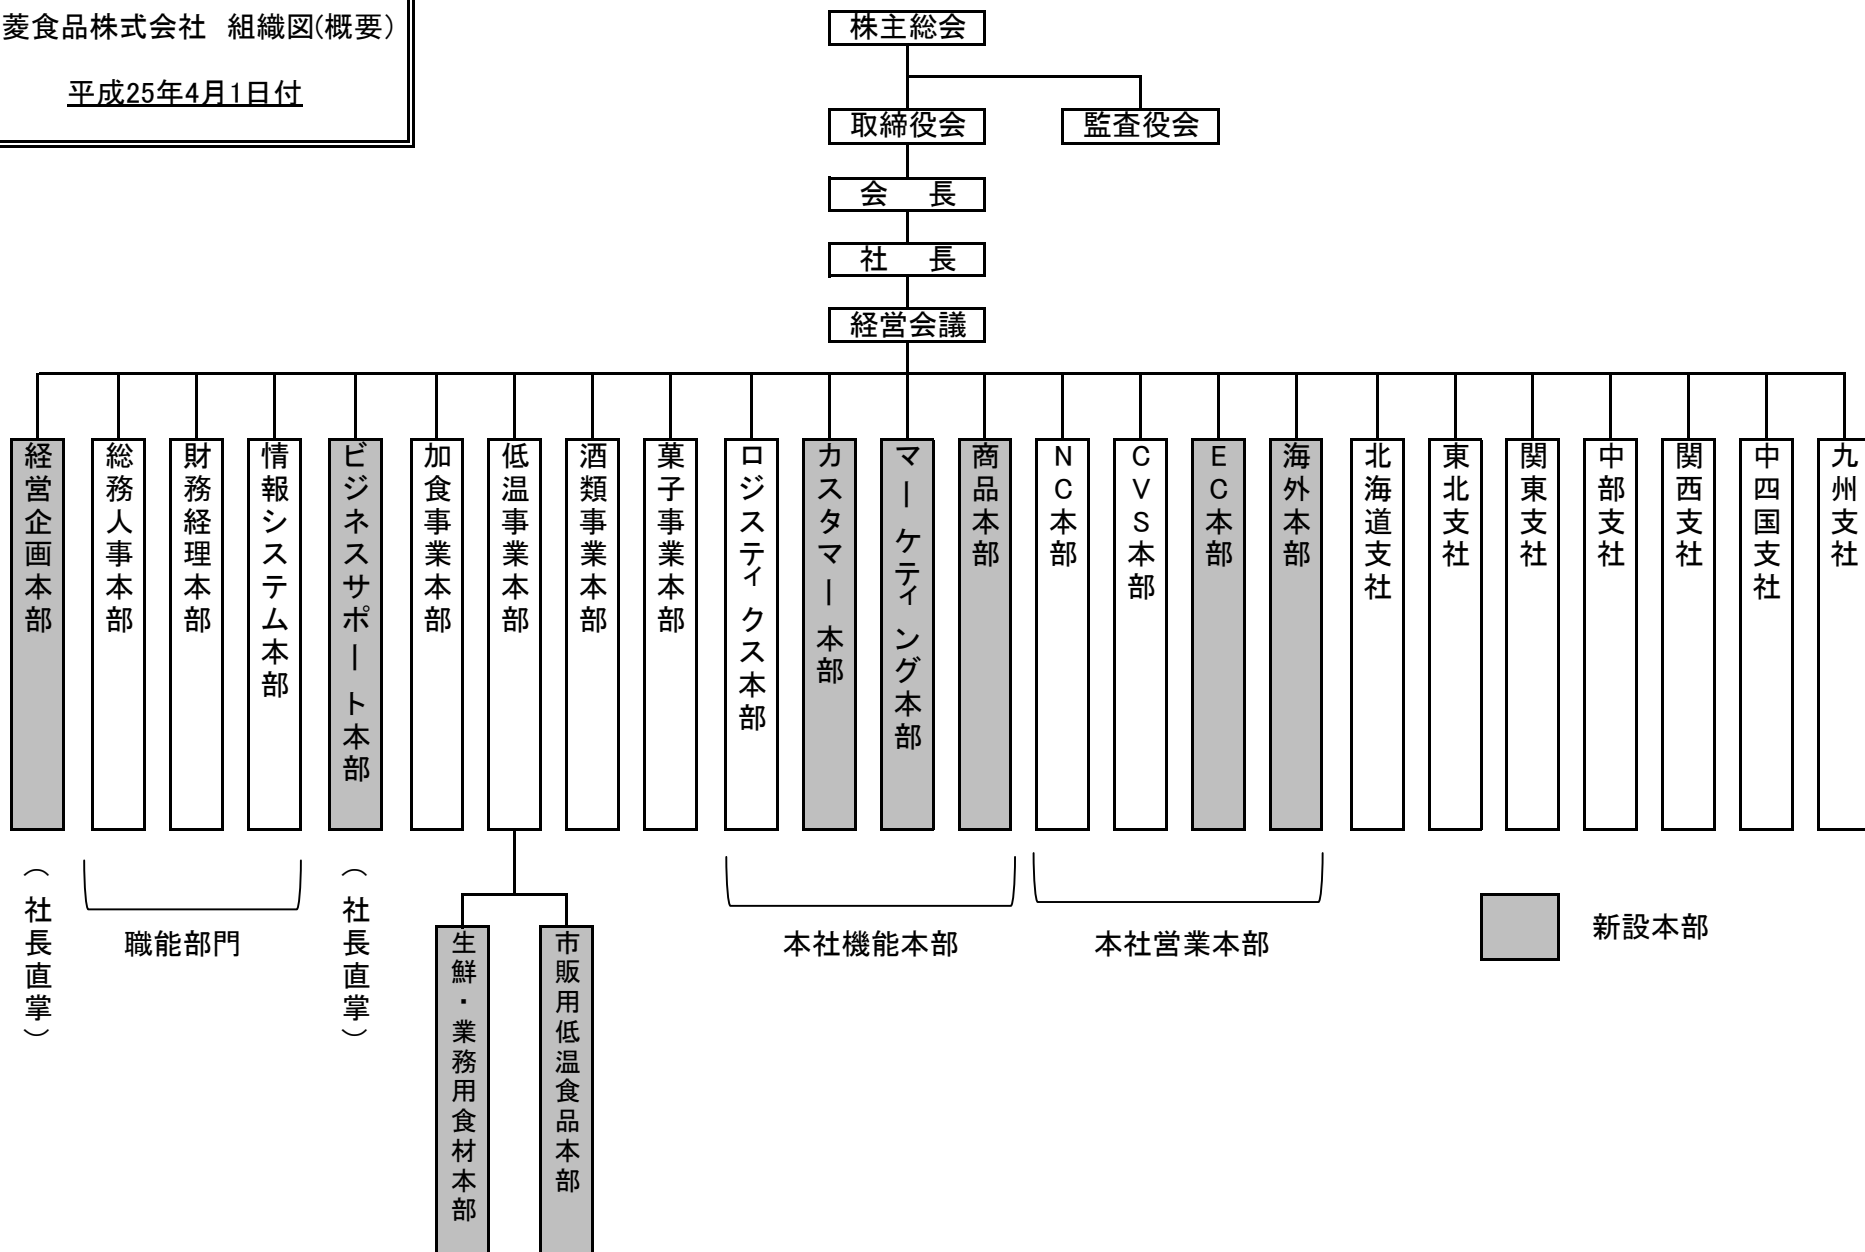 菱食品株式会社 組織図(概要)
平成25年4月1日付
株主総会
取締役会
監査役会
会 長
社 長
経営会議
経営企画本部
総務人事本部
財務経理本部
情報システム本部
ビジネスサポート本部
加食事業本部
低温事業本部
酒類事業本部
菓子事業本部
ロジスティクス本部
カスタマー本部
マーケティング本部
商品本部
NC本部
CVS本部
EC本部
海外本部
北海道支社
東北支社
関東支社
中部支社
関西支社
中四国支社
九州支社
(社長直掌)
職能部門
(社長直掌)
本社機能本部
本社営業本部
新設本部
生鮮・業務用食材本部
市販用低温食品本部